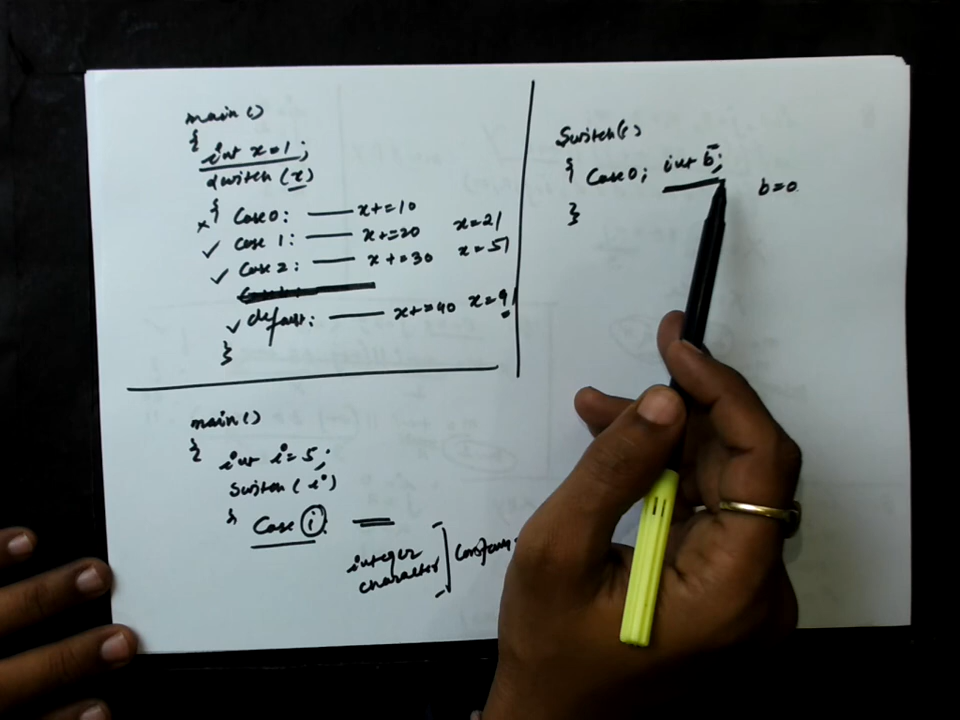 main()
{
int x=1;
switch(x)
{ Case 0: x+=10
Case 1: x+=20 x=21
Case 2: x+=30 x=51
default: x+=40 x=91
}
main()
{
int i=5;
switch(i)
{ Case i:
integer
character
Switch()
{ Case 0; int b; b=0
}